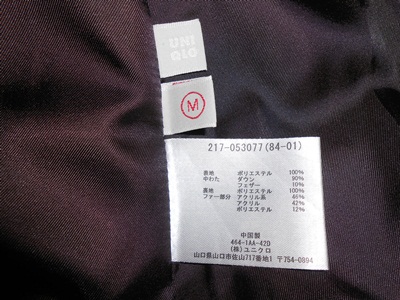 UNI
QLO
M
217-053077(84-01)
表地 ポリエステル 100%
中わた ダウン 90%
フェザー 10%
裏地 ポリエステル 100%
ファー部分 アクリル系 46%
アクリル 42%
ポリエステル 12%
中国製
464-1AA-42D
(株)ユニクロ
山口県山口市佐山717番地1 〒754-0894